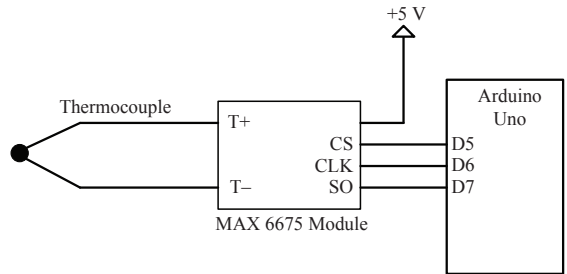 +5 V
Thermocouple
T+
T–
CS
CLK
SO
MAX 6675 Module
Arduino
Uno
D5
D6
D7